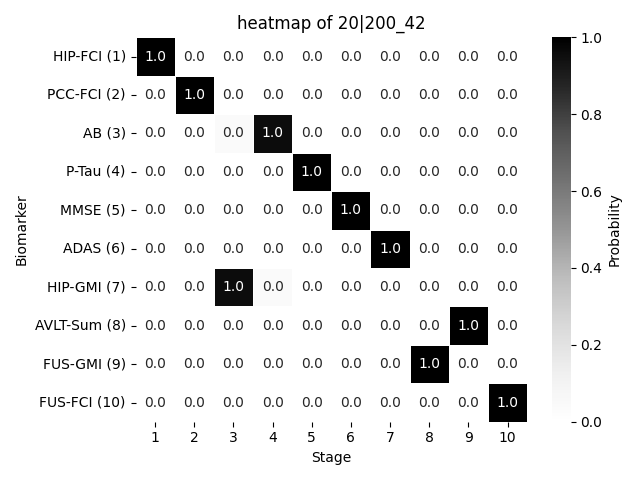 heatmap of 20|200_42
HIP-FCI (1) 1.0 0.0 0.0 0.0 0.0 0.0 0.0 0.0 0.0 0.0
PCC-FCI (2) 0.0 1.0 0.0 0.0 0.0 0.0 0.0 0.0 0.0 0.0
AB (3) 0.0 0.0 0.0 1.0 0.0 0.0 0.0 0.0 0.0 0.0
P-Tau (4) 0.0 0.0 0.0 0.0 1.0 0.0 0.0 0.0 0.0 0.0
MMSE (5) 0.0 0.0 0.0 0.0 0.0 1.0 0.0 0.0 0.0 0.0
ADAS (6) 0.0 0.0 0.0 0.0 0.0 0.0 1.0 0.0 0.0 0.0
HIP-GMI (7) 0.0 0.0 1.0 0.0 0.0 0.0 0.0 0.0 0.0 0.0
AVLT-Sum (8) 0.0 0.0 0.0 0.0 0.0 0.0 0.0 0.0 1.0 0.0
FUS-GMI (9) 0.0 0.0 0.0 0.0 0.0 0.0 0.0 1.0 0.0 0.0
FUS-FCI (10) 0.0 0.0 0.0 0.0 0.0 0.0 0.0 0.0 0.0 1.0
1 2 3 4 5 6 7 8 9 10
Stage
Biomarker
1.0
0.8
0.6
0.4
0.2
0.0
Probability